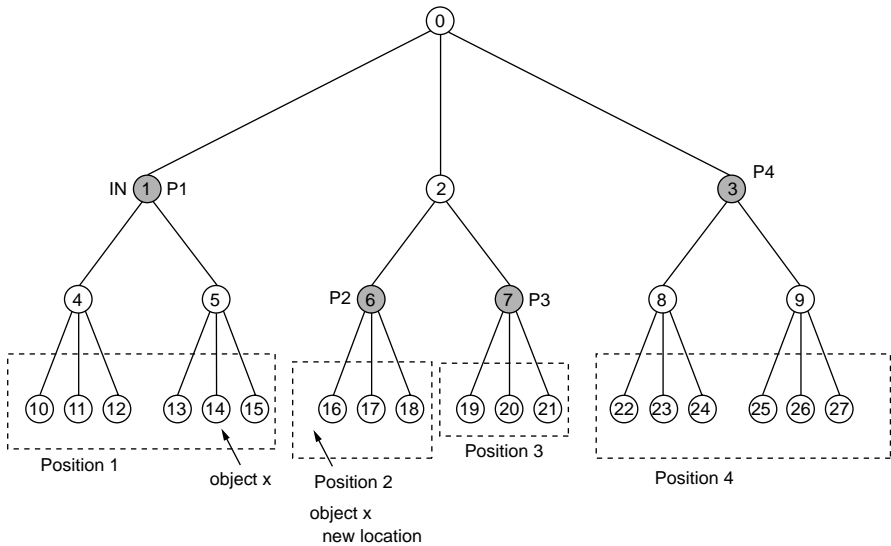 0
IN 1 P1
2
3 P4
4
5
P2 6
7 P3
8
9
10 11 12 13 14 15 16 17 18 19 20 21 22 23 24 25 26 27
Position 1
object x
Position 2
Position 3
Position 4
object x
new location